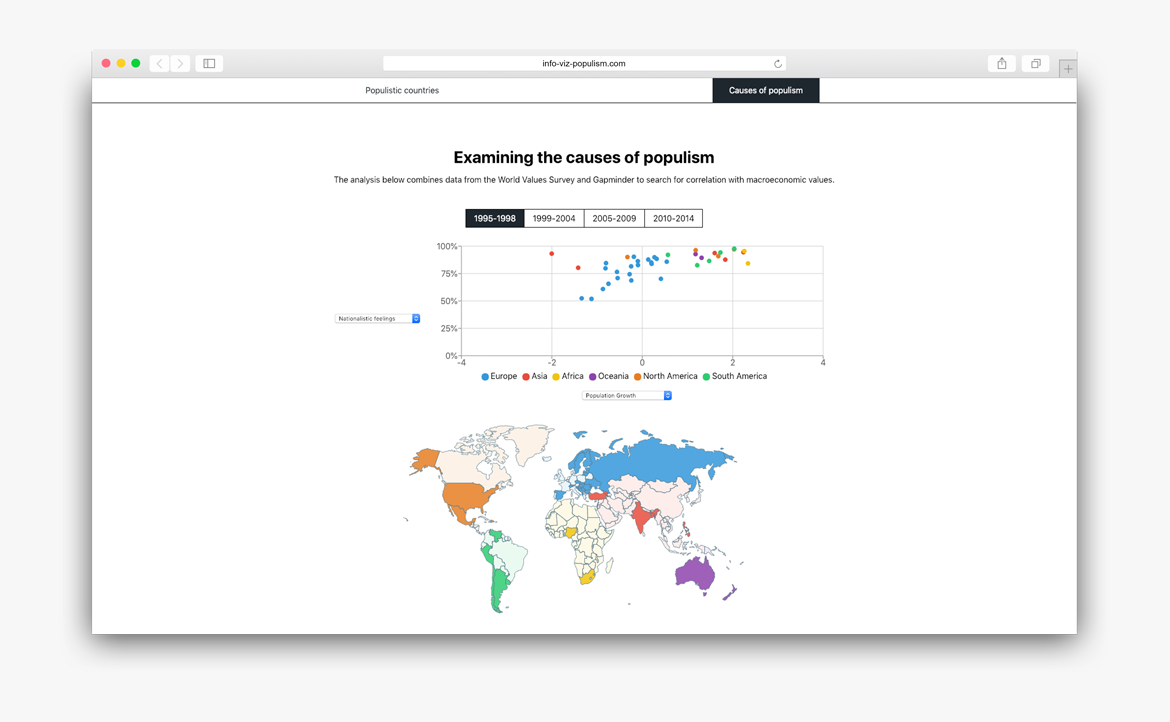 info-viz-populism.com
Populistic countries
Causes of populism
Examining the causes of populism
The analysis below combines data from the World Values Survey and Gapminder to search for correlation with macroeconomic values.
1995-1998 1999-2004 2005-2009 2010-2014
100%
75%
50%
Nationalistic feelings
25%
0%
-4 -2 0 2 4
Europe Asia Africa Oceania North America South America
Population Growth